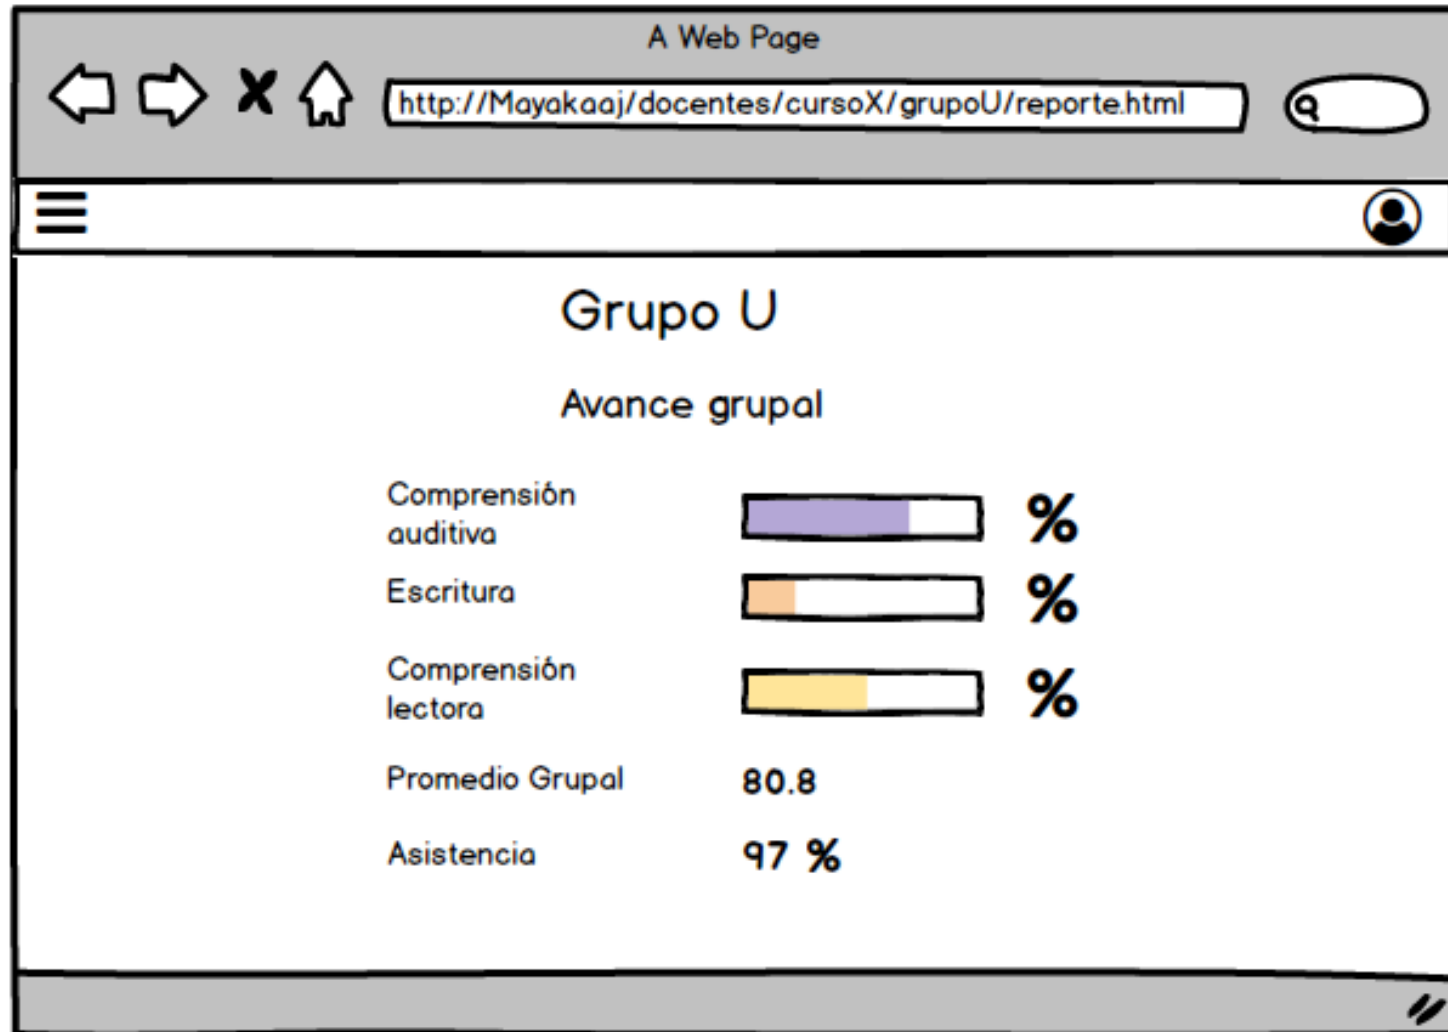 A Web Page
http://Mayakaaj/docentes/cursoX/grupoU/reporte.html
Grupo U
Avance grupal
Comprensión
auditiva
%
Escritura
%
Comprensión
lectora
%
Promedio Grupal 80.8
Asistencia 97 %